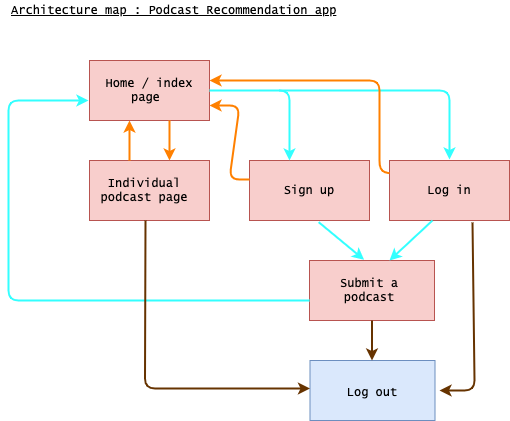 Architecture map : Podcast Recommendation app
Home / index
page
Individual
podcast page
Sign up
Log in
Submit a
podcast
Log out